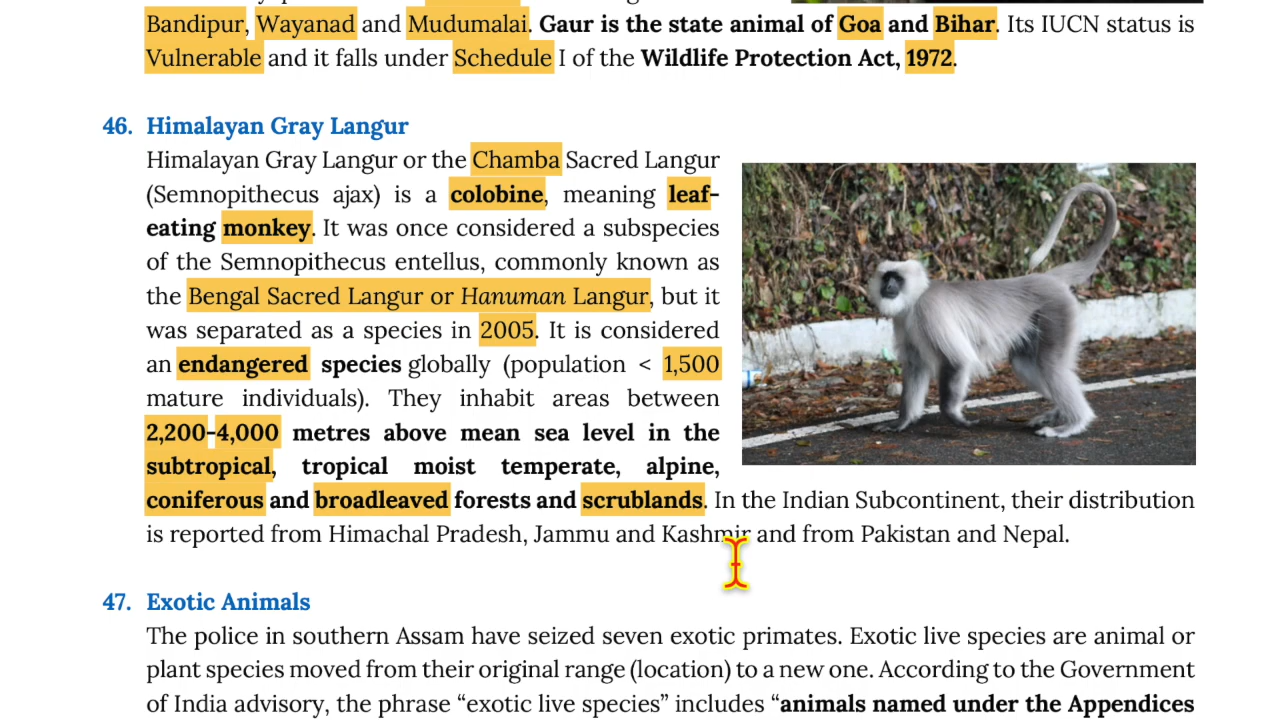 Bandipur, Wayanad and Mudumalai. Gaur is the state animal of Goa and Bihar. Its IUCN status is
Vulnerable and it falls under Schedule I of the Wildlife Protection Act, 1972.
46. Himalayan Gray Langur
Himalayan Gray Langur or the Chamba Sacred Langur
(Semnopithecus ajax) is a colobine, meaning leaf-
eating monkey. It was once considered a subspecies
of the Semnopithecus entellus, commonly known as
the Bengal Sacred Langur or Hanuman Langur, but it
was separated as a species in 2005. It is considered
an endangered species globally (population < 1,500
mature individuals). They inhabit areas between
2,200-4,000 metres above mean sea level in the
subtropical, tropical moist temperate, alpine,
coniferous and broadleaved forests and scrublands. In the Indian Subcontinent, their distribution
is reported from Himachal Pradesh, Jammu and Kashmir and from Pakistan and Nepal.
47. Exotic Animals
The police in southern Assam have seized seven exotic primates. Exotic live species are animal or
plant species moved from their original range (location) to a new one. According to the Government
of India advisory, the phrase “exotic live species” includes “animals named under the Appendices